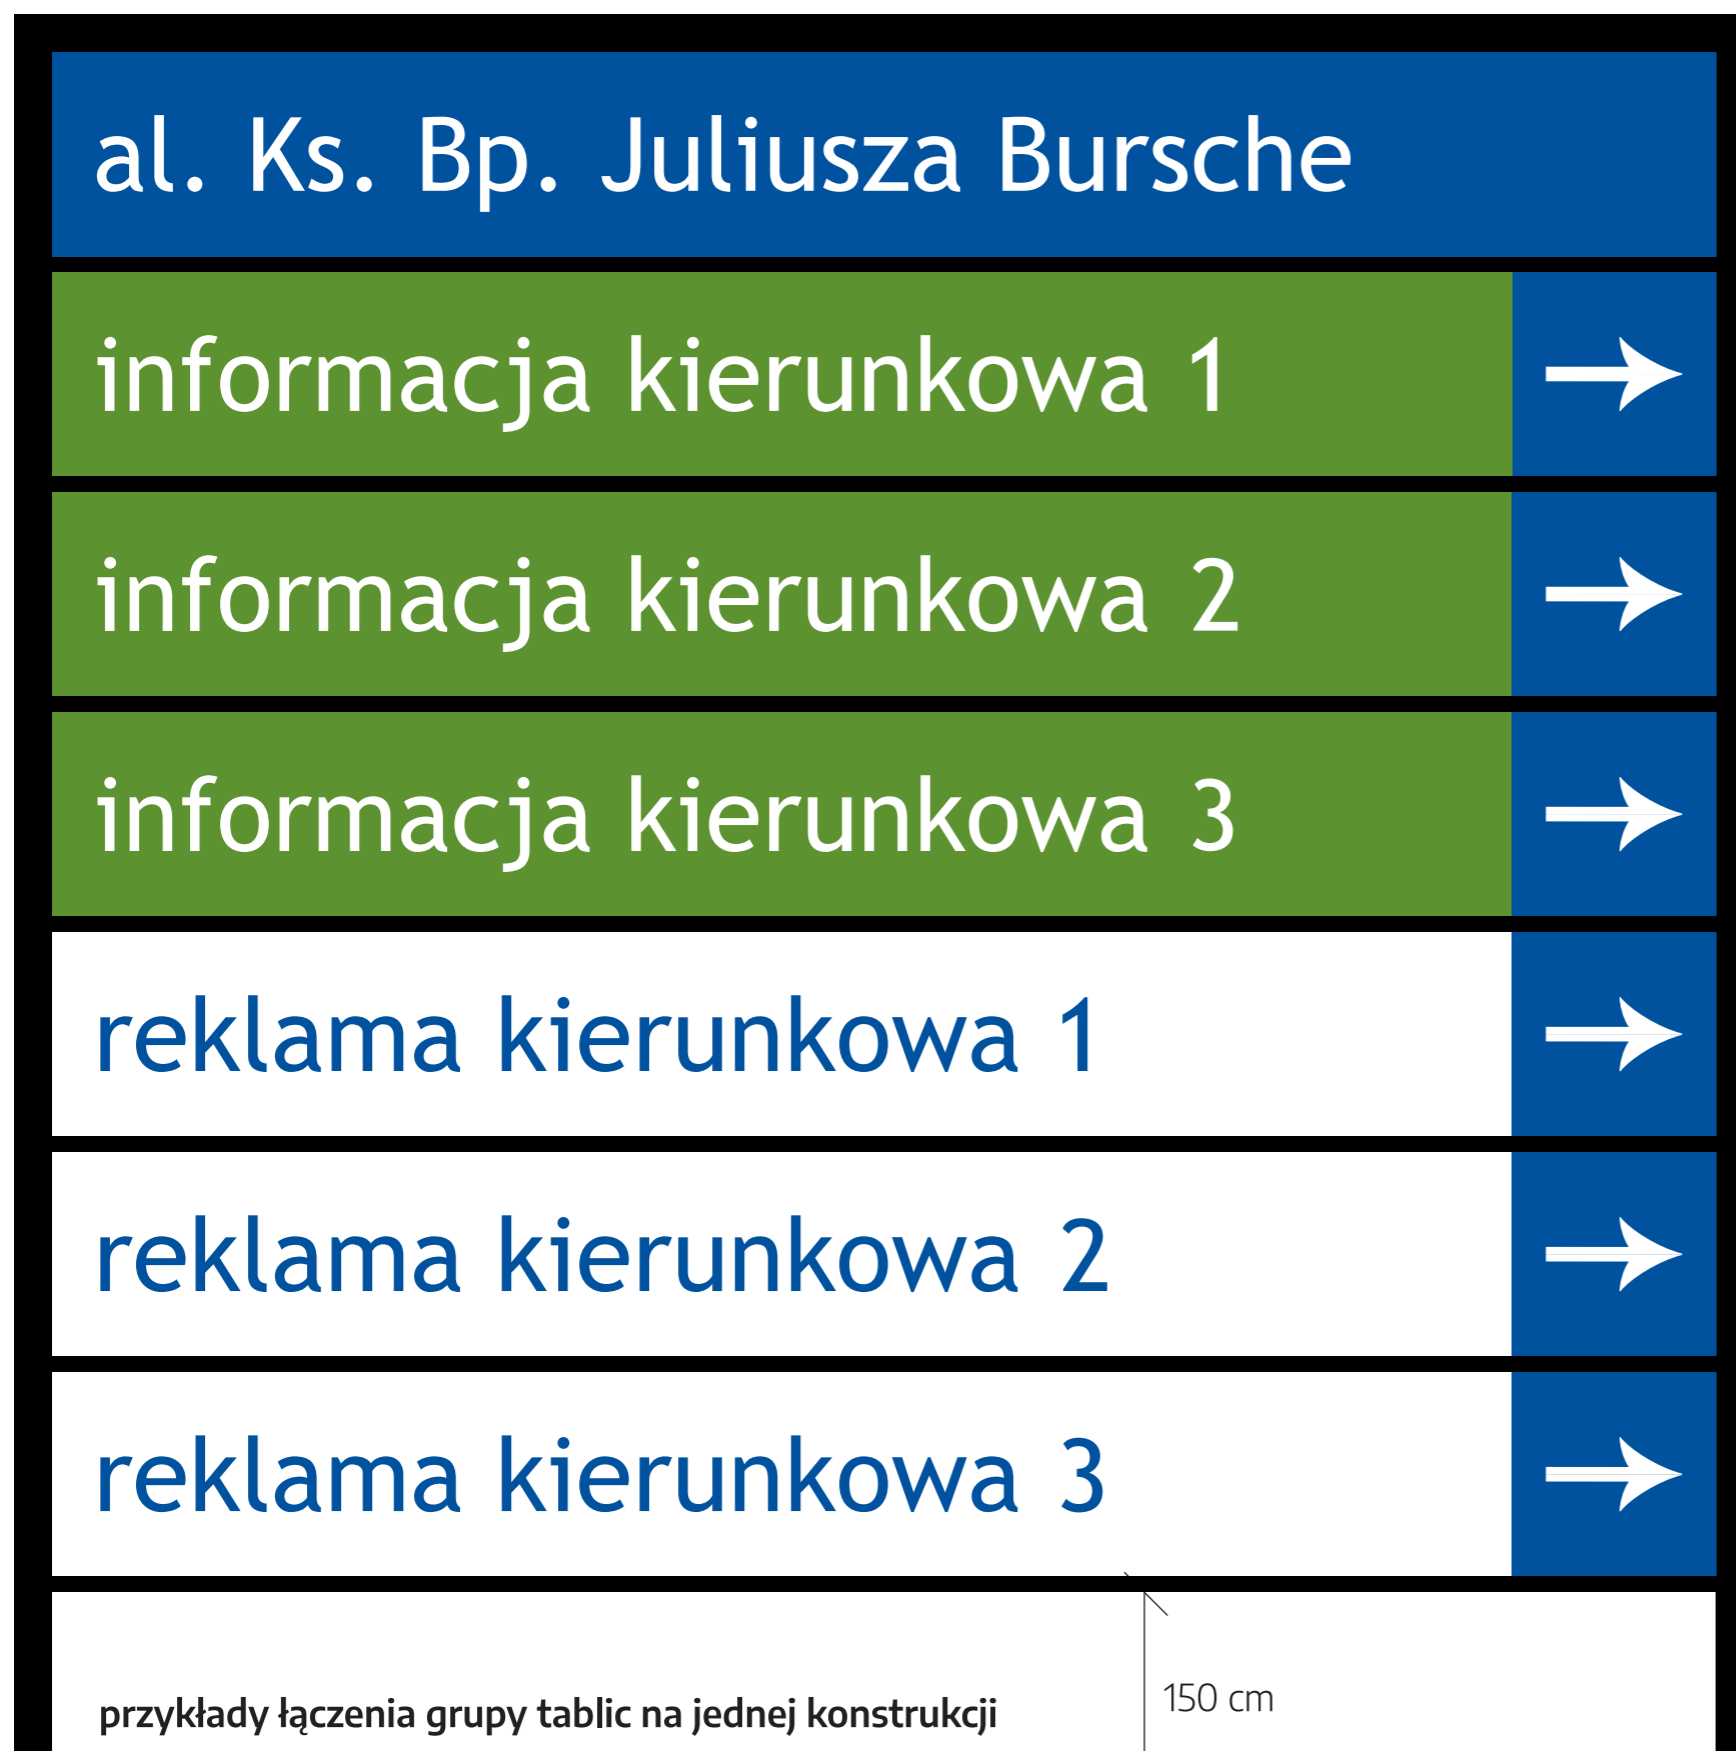 al. Ks. Bp. Juliusza Bursche
informacja kierunkowa 1
informacja kierunkowa 2
informacja kierunkowa 3
reklama kierunkowa 1
reklama kierunkowa 2
reklama kierunkowa 3
150 cm
przykłady łączenia grupy tablic na jednej konstrukcji